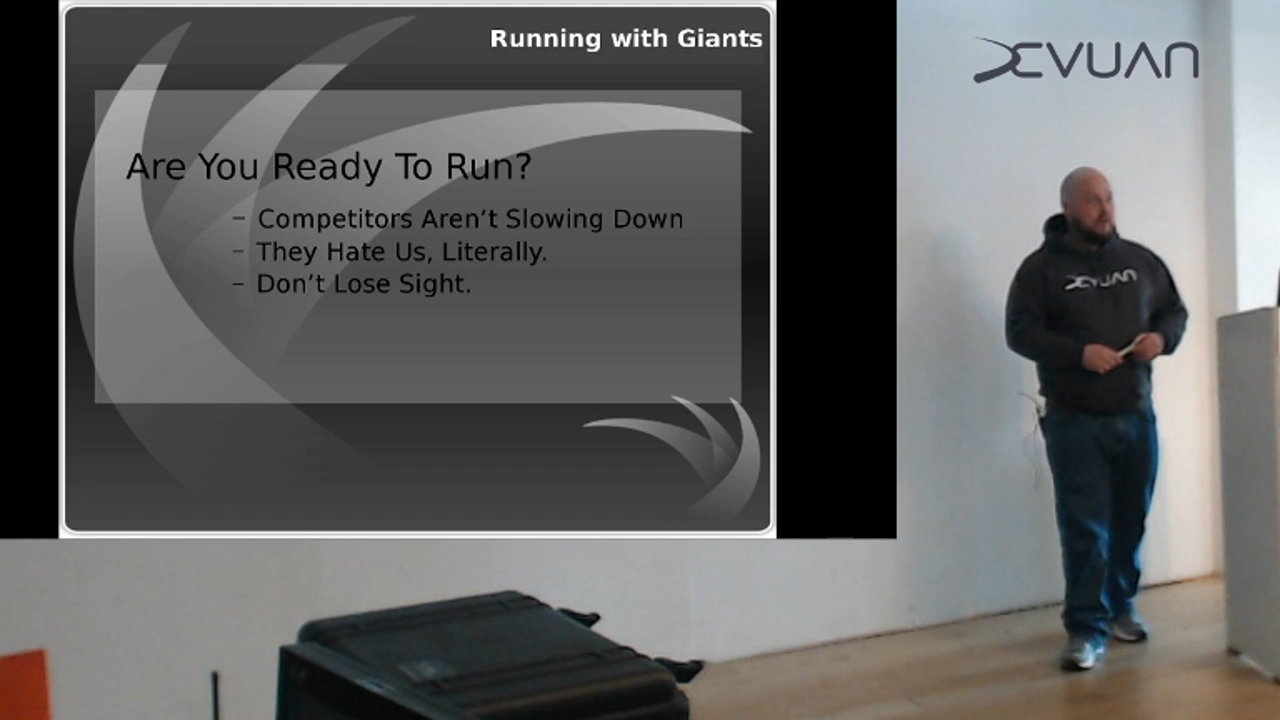 Running with Giants
DEVUAN
Are You Ready To Run?
– Competitors Aren’t Slowing Down
– They Hate Us, Literally.
– Don’t Lose Sight.
DEVUAN